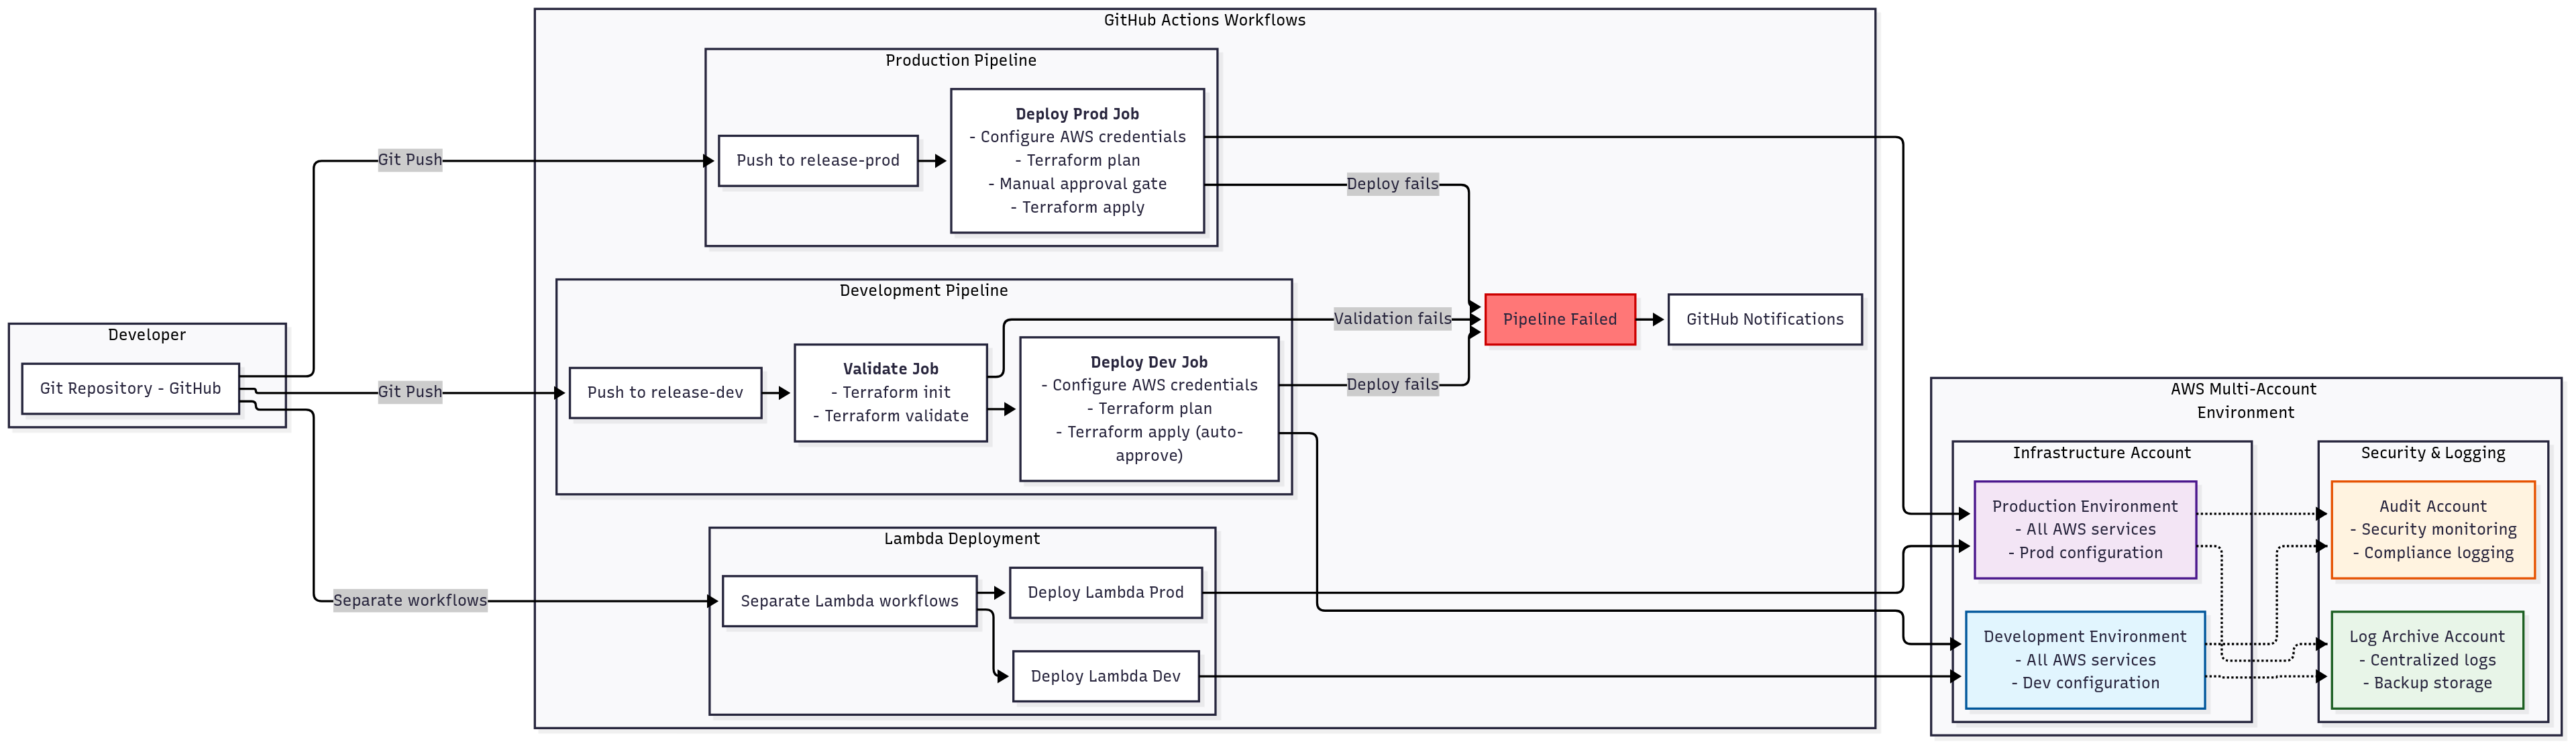 GitHub Actions Workflows
Production Pipeline
Push to release-prod
Deploy Prod Job
- Configure AWS credentials
- Terraform plan
- Manual approval gate
- Terraform apply
Git Push
Deploy fails
Development Pipeline
Push to release-dev
Validate Job
- Terraform init
- Terraform validate
Deploy Dev Job
- Configure AWS credentials
- Terraform plan
- Terraform apply (auto-
approve)
Validation fails
Deploy fails
Pipeline Failed
GitHub Notifications
Developer
Git Repository - GitHub
Git Push
Separate workflows
Lambda Deployment
Separate Lambda workflows
Deploy Lambda Prod
Deploy Lambda Dev
AWS Multi-Account
Environment
Infrastructure Account
Production Environment
- All AWS services
- Prod configuration
Development Environment
- All AWS services
- Dev configuration
Security & Logging
Audit Account
- Security monitoring
- Compliance logging
Log Archive Account
- Centralized logs
- Backup storage